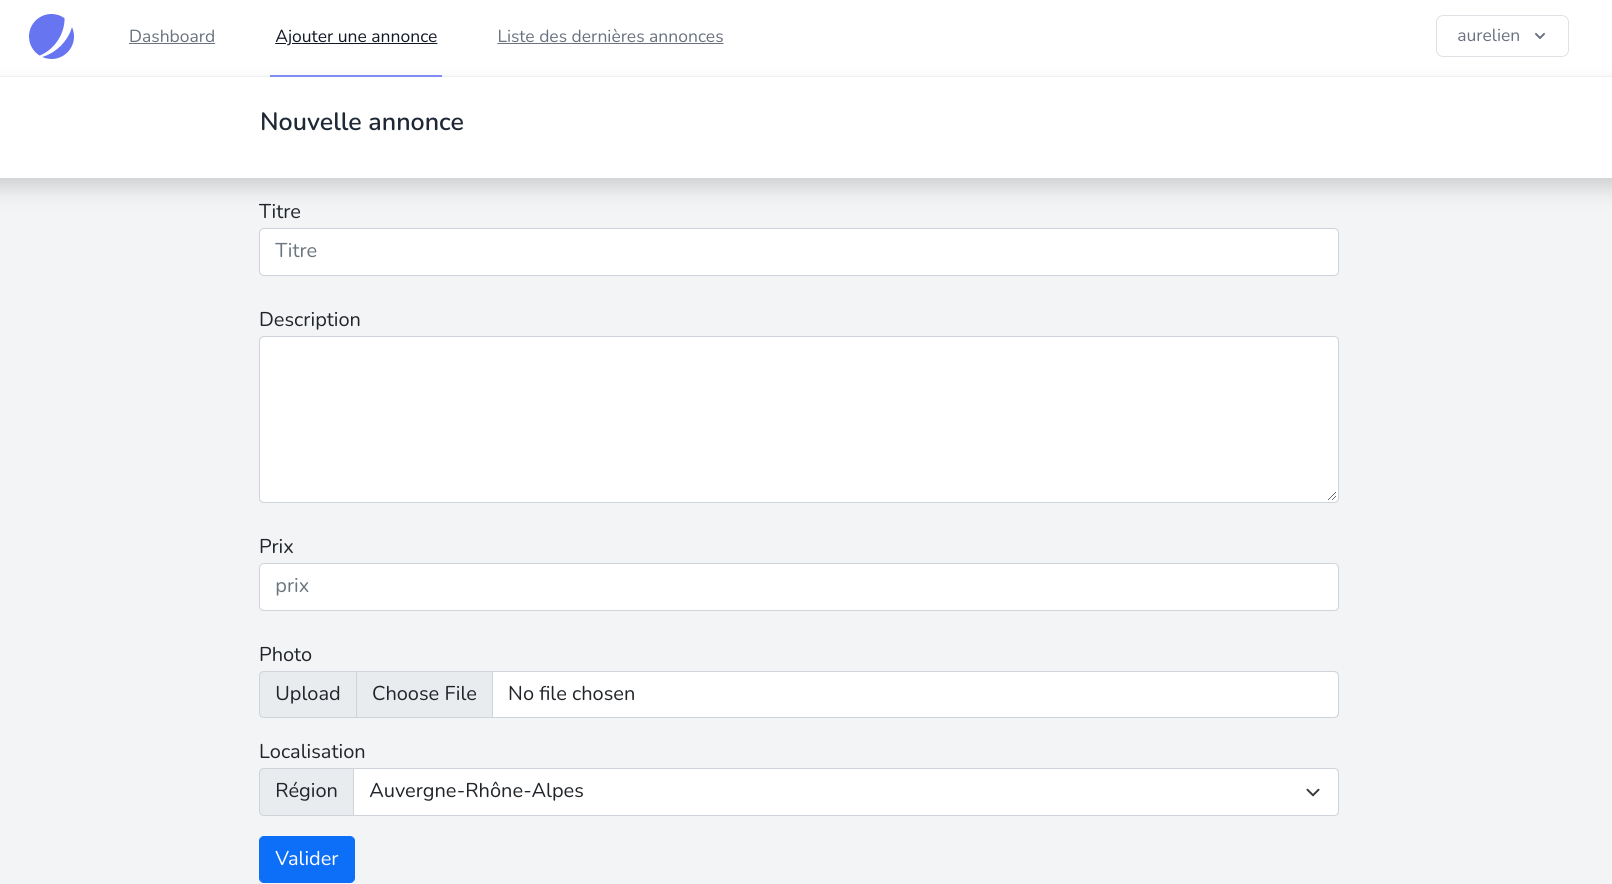 Dashboard
Ajouter une annonce
Liste des dernières annonces
aurelien
Nouvelle annonce
Titre
Titre
Description
Prix
prix
Photo
Upload Choose File No file chosen
Localisation
Région Auvergne-Rhône-Alpes
Valider